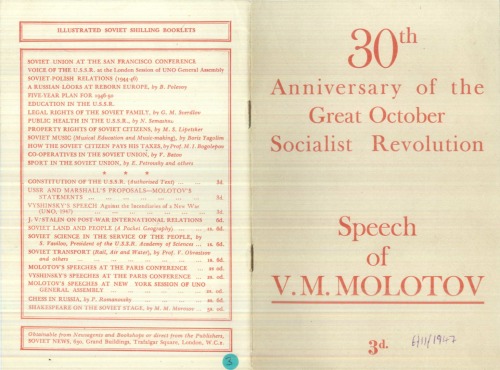 ILLUSTRATED SOVIET SHILLING BOOKLETS
SOVIET UNION AT THE SAN FRANCISCO CONFERENCE
VOICE OF THE U.S.S.R. at the London Session of UNO General Assembly
SOVIET-POLISH RELATIONS (1944-46)
A RUSSIAN LOOKS AT REBORN EUROPE, by B. Polevoy
FIVE-YEAR PLAN FOR 1946-50
EDUCATION IN THE U.S.S.R.
LEGAL RIGHTS OF THE SOVIET FAMILY, by G. M. Sverdlov
PUBLIC HEALTH IN THE U.S.S.R., by N. Semashko
PROPERTY RIGHTS OF SOVIET CITIZENS, by M. S. Lipetsker
SOVIET MUSIC (Musical Education and Music-making), by Boris Yagolim
HOW THE SOVIET CITIZEN PAYS HIS TAXES, by Prof. M. I. Bogolepov
CO-OPERATIVES IN THE SOVIET UNION, by V. Batov
SPORT IN THE SOVIET UNION, by E. Petrovsky and others
* * *
CONSTITUTION OF THE U.S.S.R. (Authorised Text) ... ... 3d.
USSR AND MARSHALL'S PROPOSALS—MOLOTOV'S
STATEMENTS ... ... ... ... ... ... ... 3d.
VYSHINSKY'S SPEECH Against the Incendiaries of a New War
(UNO, 1947) ... ... ... ... ... ... ... 3d.
J. V. STALIN ON POST-WAR INTERNATIONAL RELATIONS 6d.
SOVIET LAND AND PEOPLE (A Pocket Geography) ... ... 1s. 6d.
SOVIET SCIENCE IN THE SERVICE OF THE PEOPLE, by
S. Vavilov, President of the U.S.S.R. Academy of Sciences ... 1s. 6d.
SOVIET TRANSPORT (Rail, Air and Water), by Prof. V. Obraztsov
and others ... ... ... ... ... ... ... 1s. 6d.
MOLOTOV'S SPEECHES AT THE PARIS CONFERENCE ... 2s od.
VYSHINSKY'S SPEECHES AT THE PARIS CONFERENCE ... 2s. od.
MOLOTOV'S SPEECHES AT NEW YORK SESSION OF UNO
GENERAL ASSEMBLY ... ... ... ... ... 2s. od.
CHESS IN RUSSIA, by P. Romanovsky ... ... ... 2s. 6d.
SHAKESPEARE ON THE SOVIET STAGE, by M. M. Morozov ... 5s. od.
Obtainable from Newsagents and Bookshops or direct from the Publishers,
SOVIET NEWS, 630, Grand Buildings, Trafalgar Square, London, W.C.2.
3
30th
Anniversary of the
Great October
Socialist Revolution
Speech
of
V. M. MOLOTOV
3d.
6/11/1947